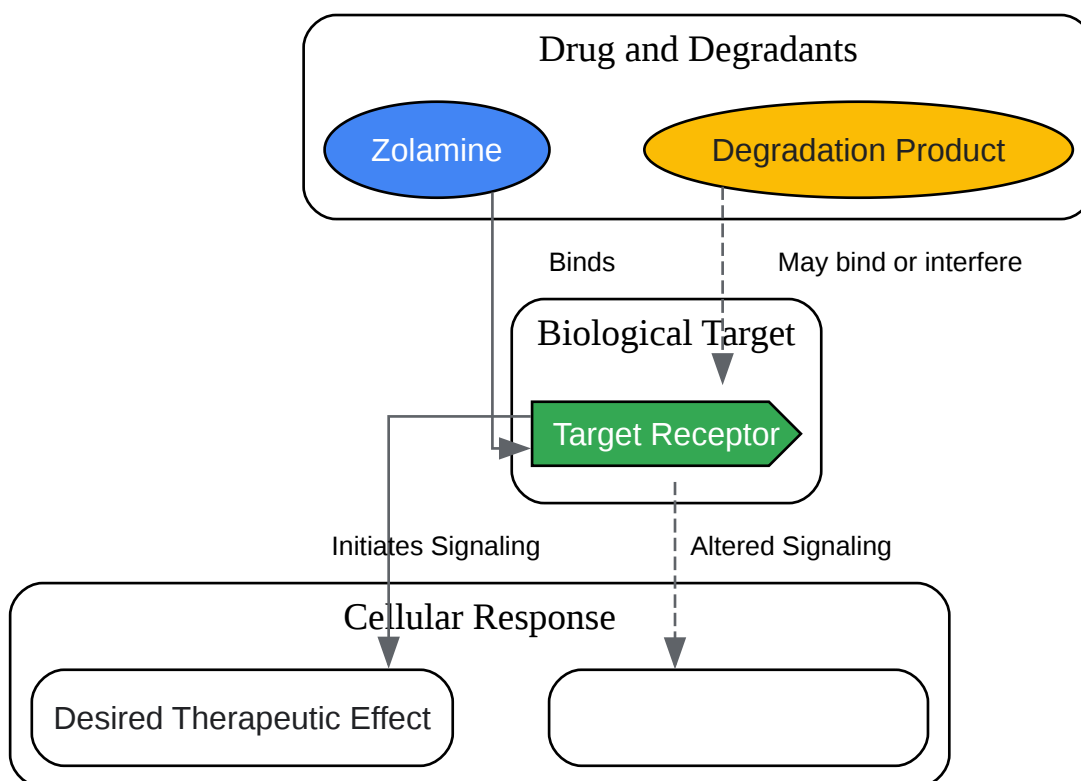 Drug and Degradants
Zolamine
Degradation Product
Binds
May bind or interfere
Biological Target
Target Receptor
Initiates Signaling
Altered Signaling
Cellular Response
Desired Therapeutic Effect